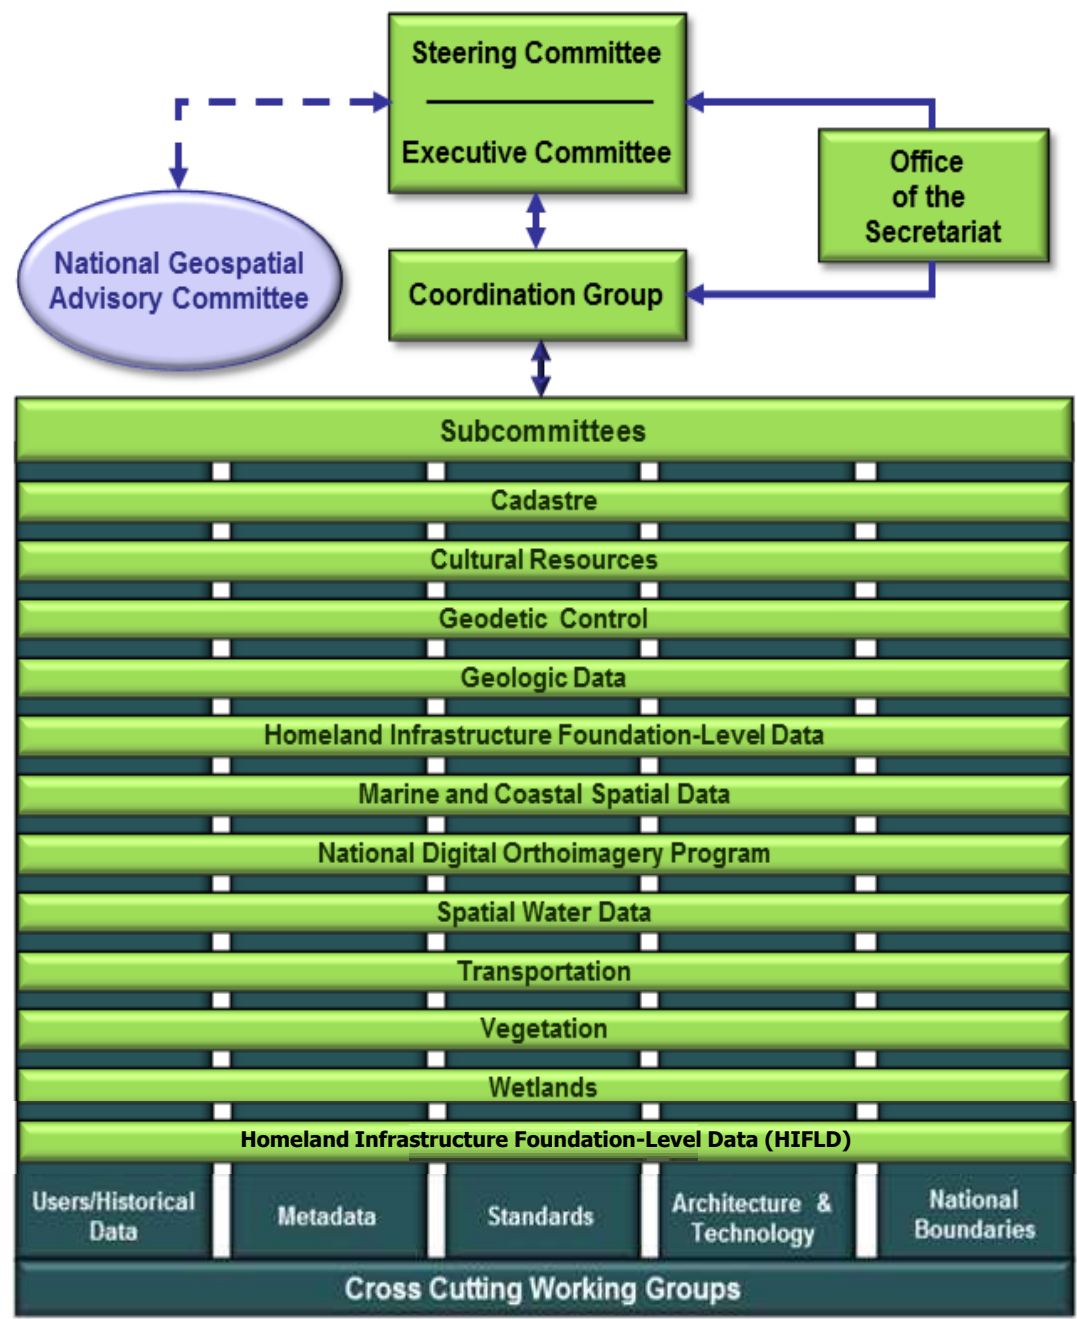 Steering Committee
Executive Committee
Office
of the
Secretariat
National Geospatial
Advisory Committee
Coordination Group
Subcommittees
Cadastre
Cultural Resources
Geodetic Control
Geologic Data
Homeland Infrastructure Foundation-Level Data
Marine and Coastal Spatial Data
National Digital Orthoimagery Program
Spatial Water Data
Transportation
Vegetation
Wetlands
Homeland Infrastructure Foundation-Level Data (HIFLD)
Users/Historical
Data
Metadata
Standards
Architecture &
Technology
National
Boundaries
Cross Cutting Working Groups